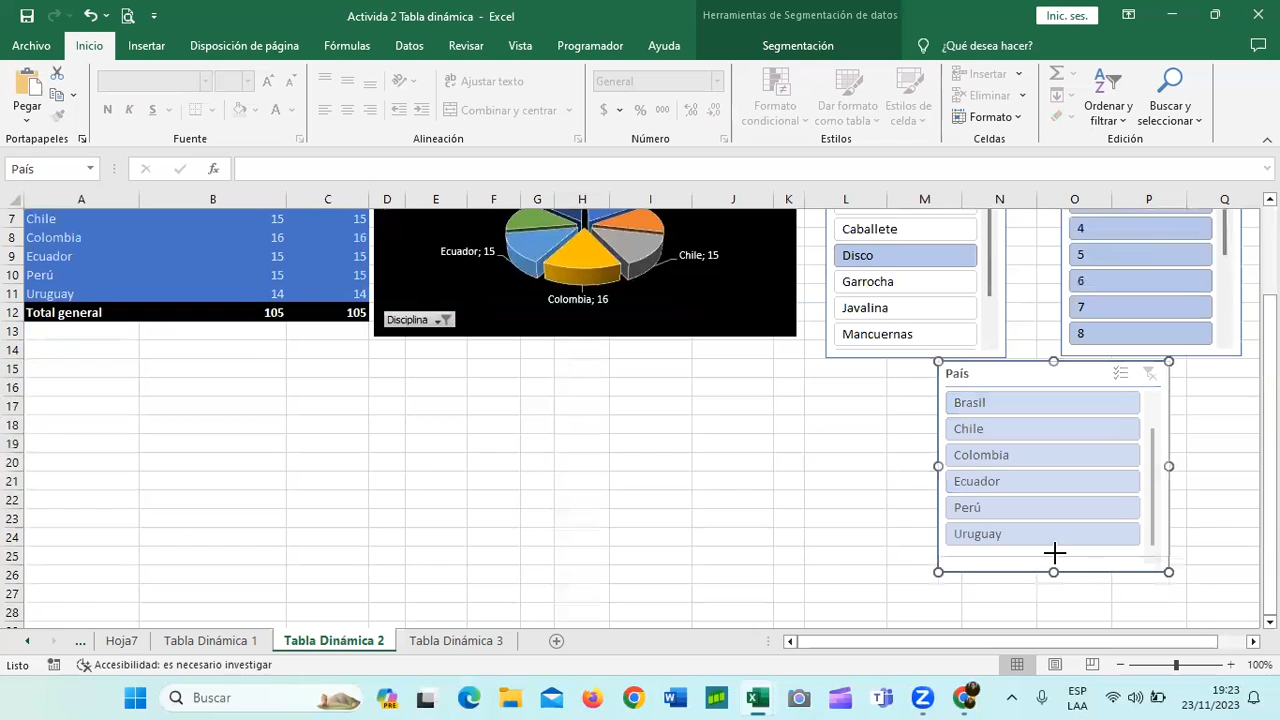 Activida 2 Tabla dinámica - Excel
Herramientas de Segmentación de datos
Inic. ses.
Archivo Inicio Insertar Disposición de página Fórmulas Datos Revisar Vista Programador Ayuda Segmentación ¿Qué desea hacer?
Pegar
N K S
Ajustar texto
Combinar y centrar
General
$ % 000
Formato condicional
Dar formato como tabla
Estilos de celda
Insertar
Eliminar
Formato
Ordenar y filtrar
Buscar y seleccionar
Portapapeles Fuente Alineación Número Estilos Celdas Edición
País fx
A B C D E F G H I J K L M N O P Q
7 Chile 15 15
8 Colombia 16 16
9 Ecuador 15 15
10 Perú 15 15
11 Uruguay 14 14
12 Total general 105 105
13
14
15
16
17
18
19
20
21
22
23
24
25
26
27
28
Ecuador; 15
Chile; 15
Colombia; 16
Disciplina
Caballete
Disco
Garrocha
Javalina
Mancuernas
4
5
6
7
8
País
Brasil
Chile
Colombia
Ecuador
Perú
Uruguay
... Hoja7 Tabla Dinámica 1 Tabla Dinámica 2 Tabla Dinámica 3
Listo Accesibilidad: es necesario investigar 100%
Buscar
ESP
LAA
19:23
23/11/2023